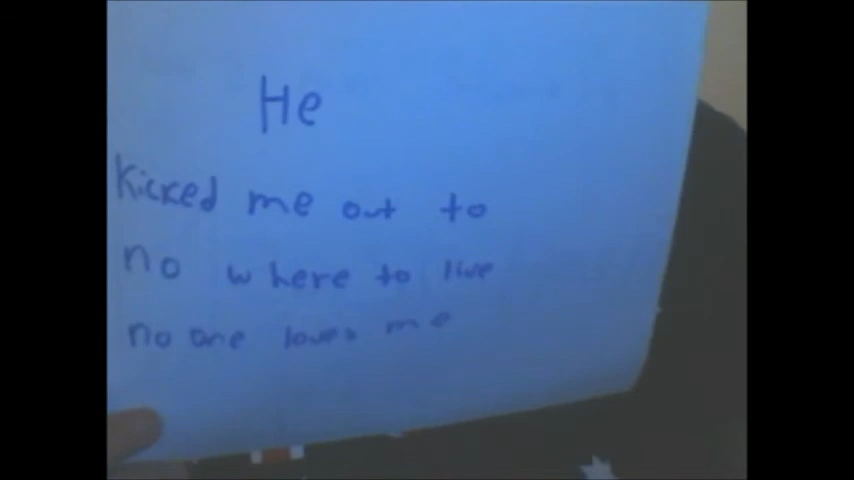 He
Kicked me out to
no where to live
no one loves me